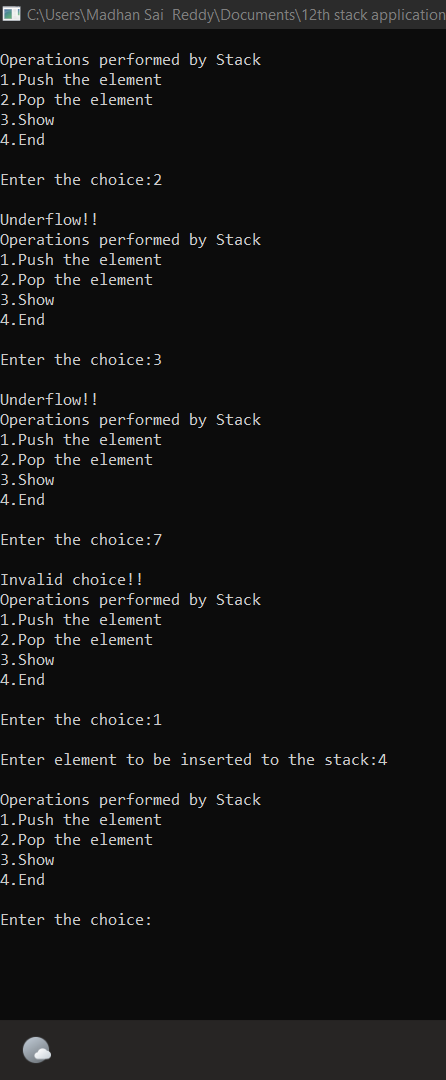 C:\Users\Madhan Sai  Reddy\Documents\12th stack application
Operations performed by Stack
1.Push the element
2.Pop the element
3.Show
4.End
Enter the choice:2
Underflow!!
Operations performed by Stack
1.Push the element
2.Pop the element
3.Show
4.End
Enter the choice:3
Underflow!!
Operations performed by Stack
1.Push the element
2.Pop the element
3.Show
4.End
Enter the choice:7
Invalid choice!!
Operations performed by Stack
1.Push the element
2.Pop the element
3.Show
4.End
Enter the choice:1
Enter element to be inserted to the stack:4
Operations performed by Stack
1.Push the element
2.Pop the element
3.Show
4.End
Enter the choice: